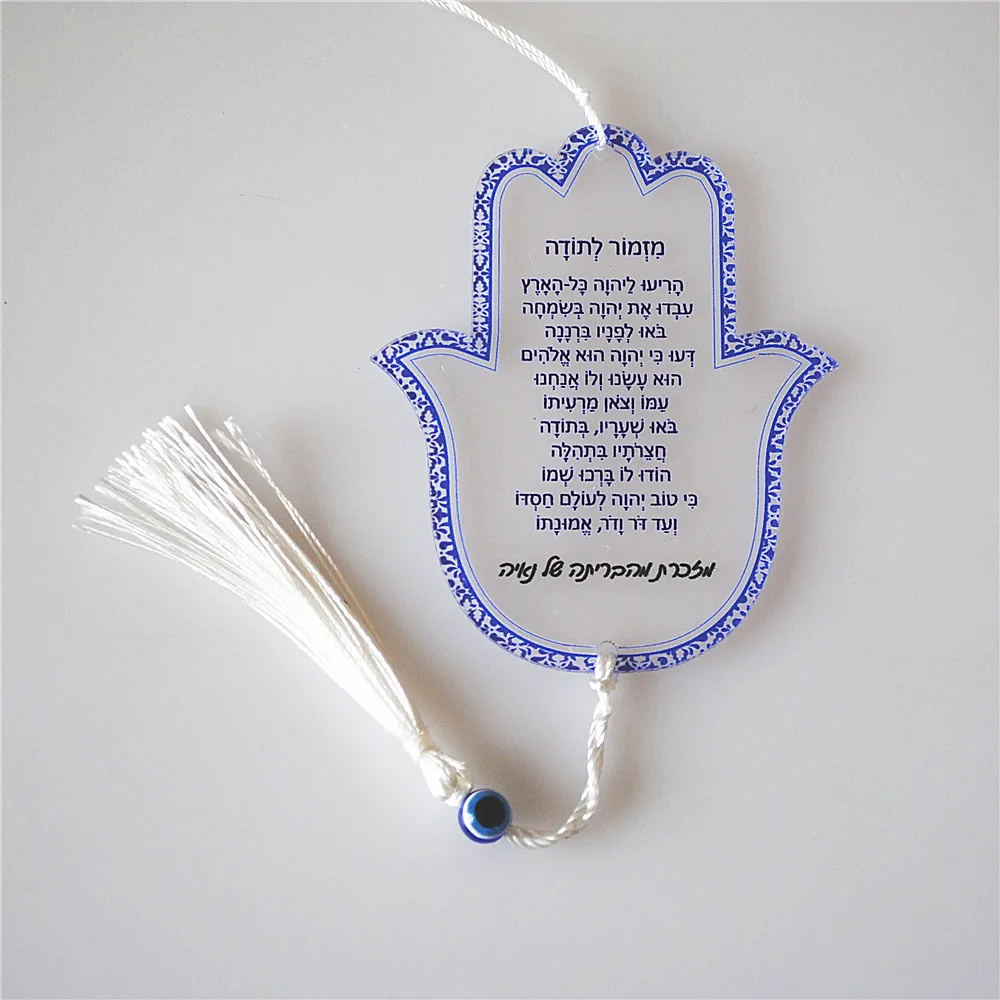 מִזְמוֹר לְתוֹדָה
הָרִיעוּ לַיהוָה כָּל-הָאָרֶץ
עִבְדוּ אֶת יְהוָה בְּשִׂמְחָה
בֹּאוּ לְפָנָיו בִּרְנָנָה
דְּעוּ כִּי יְהוָה הוּא אֱלֹהִים
הוּא עָשָׂנוּ וְלוֹ אֲנַחְנוּ
עַמּוֹ וְצֹאן מַרְעִיתוֹ
בֹּאוּ שְׁעָרָיו, בְּתוֹדָה
חֲצֵרֹתָיו בִּתְהִלָּה
הוֹדוּ לוֹ בָּרְכוּ שְׁמוֹ
כִּי טוֹב יְהוָה לְעוֹלָם חַסְדּוֹ
וְעַד דֹּר וָדֹר, אֱמוּנָתוֹ
מזכרת מהבריתה של נאיה